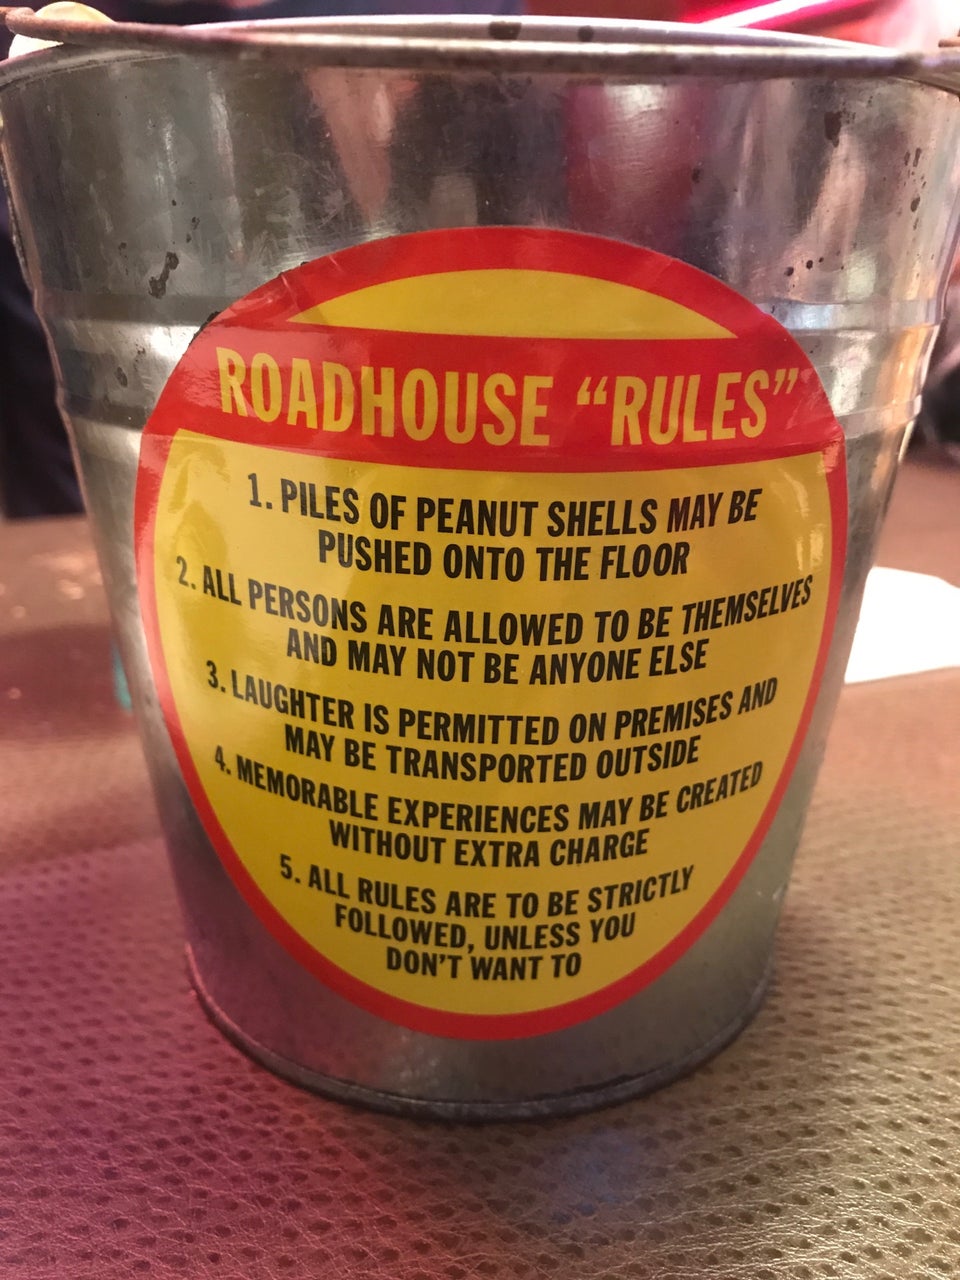 ROADHOUSE “RULES”
1. PILES OF PEANUT SHELLS MAY BE
PUSHED ONTO THE FLOOR
2. ALL PERSONS ARE ALLOWED TO BE THEMSELVES
AND MAY NOT BE ANYONE ELSE
3. LAUGHTER IS PERMITTED ON PREMISES AND
MAY BE TRANSPORTED OUTSIDE
4. MEMORABLE EXPERIENCES MAY BE CREATED
WITHOUT EXTRA CHARGE
5. ALL RULES ARE TO BE STRICTLY
FOLLOWED, UNLESS YOU
DON'T WANT TO